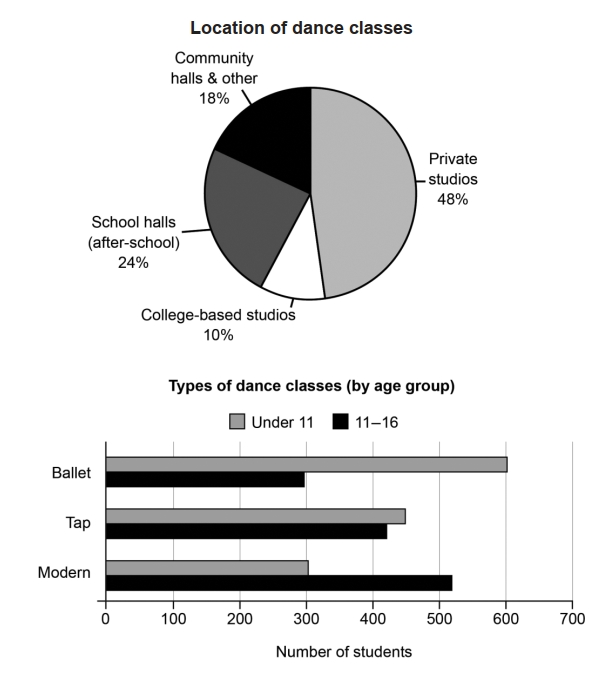 Location of dance classes
Community
halls & other
18%
Private
studios
48%
School halls
(after-school)
24%
College-based studios
10%
Types of dance classes (by age group)
Under 11
11–16
Ballet
Tap
Modern
0 100 200 300 400 500 600 700
Number of students